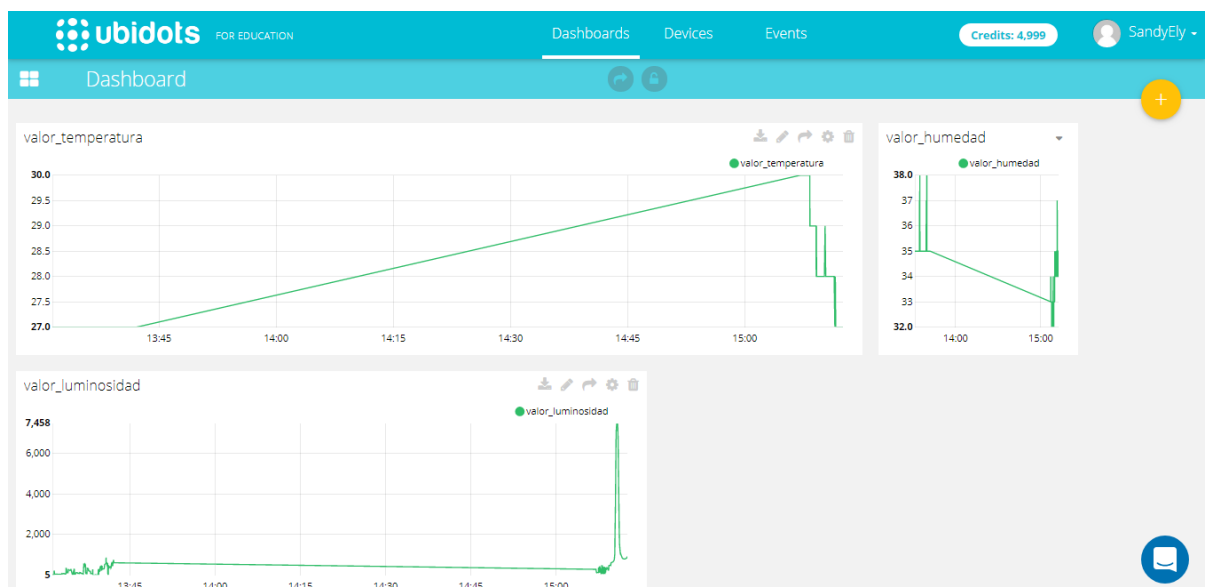 ubidots FOR EDUCATION Dashboards Devices Events Credits: 4,999 SandyEly
Dashboard
+
valor_temperatura
valor_temperatura
30.0
29.5
29.0
28.5
28.0
27.5
27.0
13:45 14:00 14:15 14:30 14:45 15:00
valor_humedad
valor_humedad
38.0
37
36
35
34
33
32.0
14:00 15:00
valor_luminosidad
valor_luminosidad
7,458
6,000
4,000
2,000
5
13:45 14:00 14:15 14:30 14:45 15:00